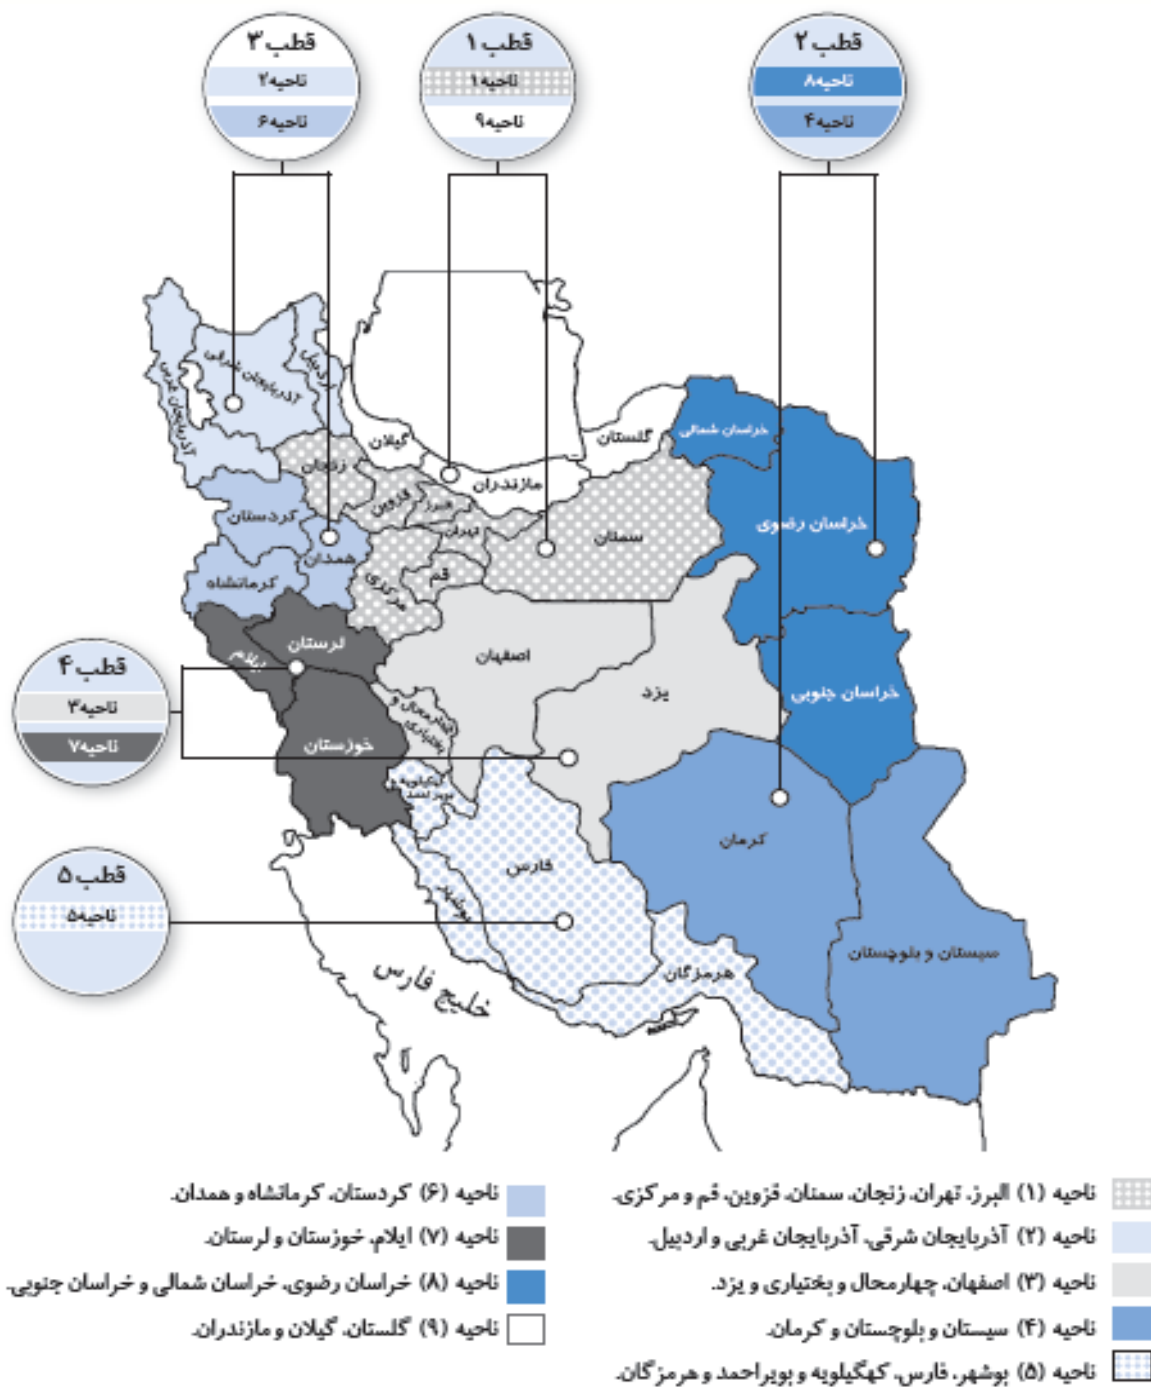 قطب ۳
ناحیه۲
ناحیه۶
قطب ۱
ناحیه۱
ناحیه۹
قطب ۲
ناحیه۸
ناحیه۴
آذربایجان غربی
آذربایجان شرقی
اردبیل
گیلان
مازندران
گلستان
خراسان شمالی
زنجان
قزوین
البرز
تهران
سمنان
خراسان رضوی
کردستان
همدان
کرمانشاه
مرکزی
قم
قطب ۴
ناحیه۳
ناحیه۷
ایلام
لرستان
اصفهان
یزد
خراسان جنوبی
خوزستان
چهارمحال و
بختیاری
کهگیلویه و
بویر احمد
قطب ۵
ناحیه۵
فارس
کرمان
بوشهر
هرمزگان
سیستان و بلوچستان
خلیج فارس
ناحیه (۱) البرز، تهران، زنجان، سمنان، قزوین، قم و مرکزی.
ناحیه (۲) آذربایجان شرقی، آذربایجان غربی و اردبیل.
ناحیه (۳) اصفهان، چهارمحال و بختیاری و یزد.
ناحیه (۴) سیستان و بلوچستان و کرمان.
ناحیه (۵) بوشهر، فارس، کهگیلویه و بویراحمد و هرمزگان.
ناحیه (۶) کردستان، کرمانشاه و همدان.
ناحیه (۷) ایلام، خوزستان و لرستان.
ناحیه (۸) خراسان رضوی، خراسان شمالی و خراسان جنوبی.
ناحیه (۹) گلستان، گیلان و مازندران.